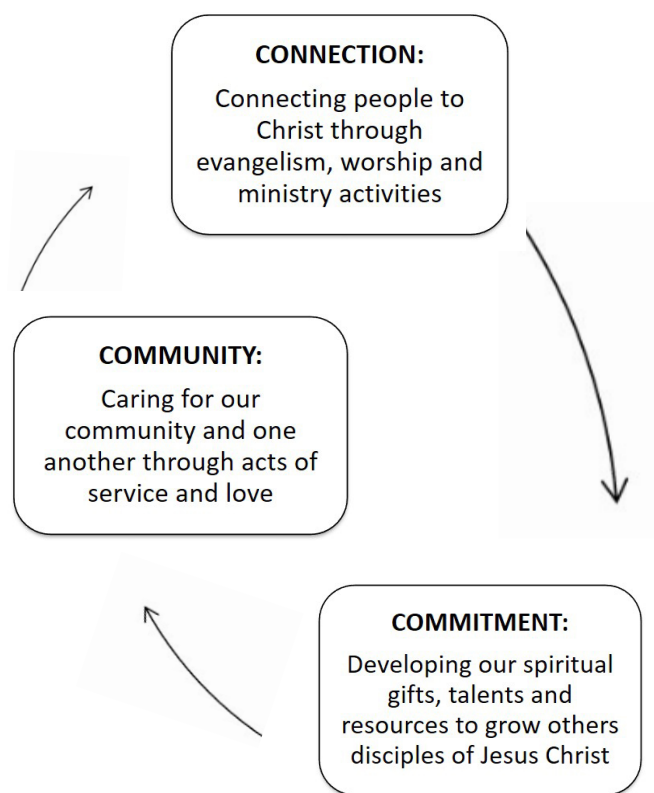 CONNECTION:
Connecting people to
Christ through
evangelism, worship and
ministry activities
COMMUNITY:
Caring for our
community and one
another through acts of
service and love
COMMITMENT:
Developing our spiritual
gifts, talents and
resources to grow others
disciples of Jesus Christ